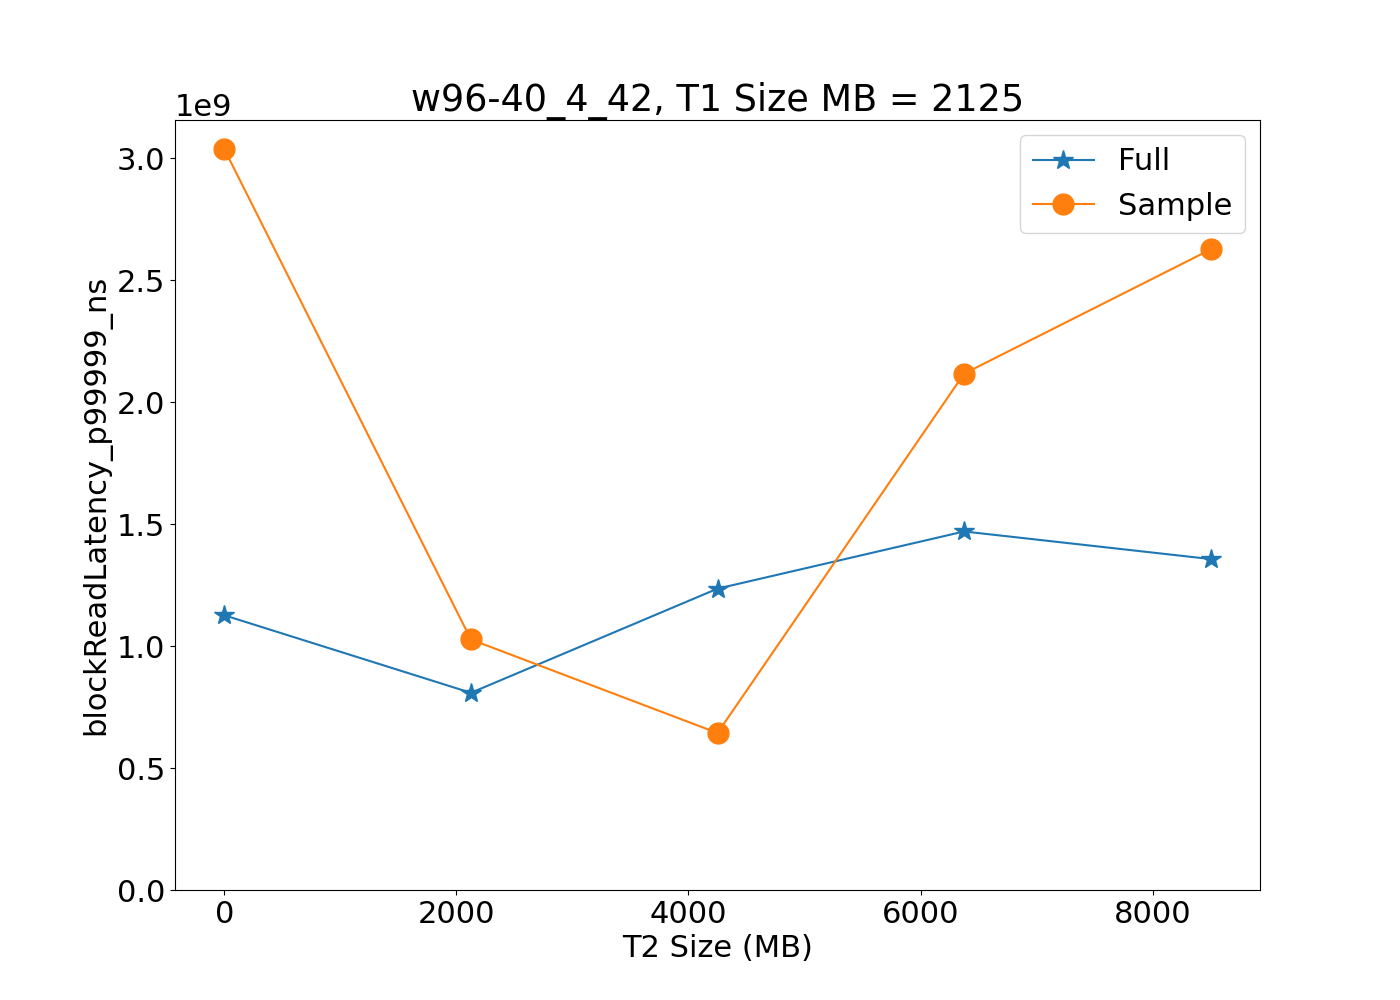 w96-40_4_42, T1 Size MB = 2125
1e9
Full
Sample
3.0
2.5
2.0
1.5
1.0
0.5
0.0
blockReadLatency_p99999_ns
0 2000 4000 6000 8000
T2 Size (MB)